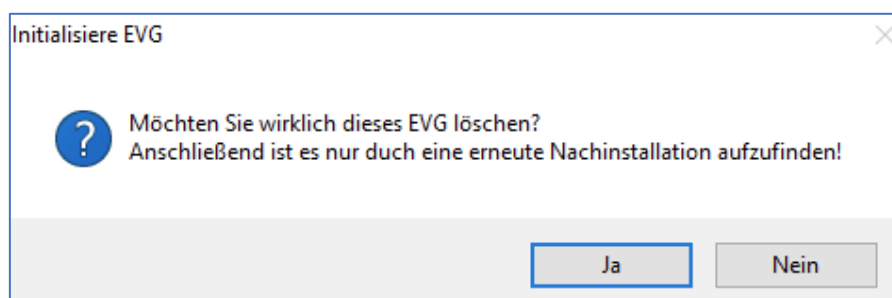 Initialisiere EVG
Möchten Sie wirklich dieses EVG löschen?
Anschließend ist es nur duch eine erneute Nachinstallation aufzufinden!
Ja Nein